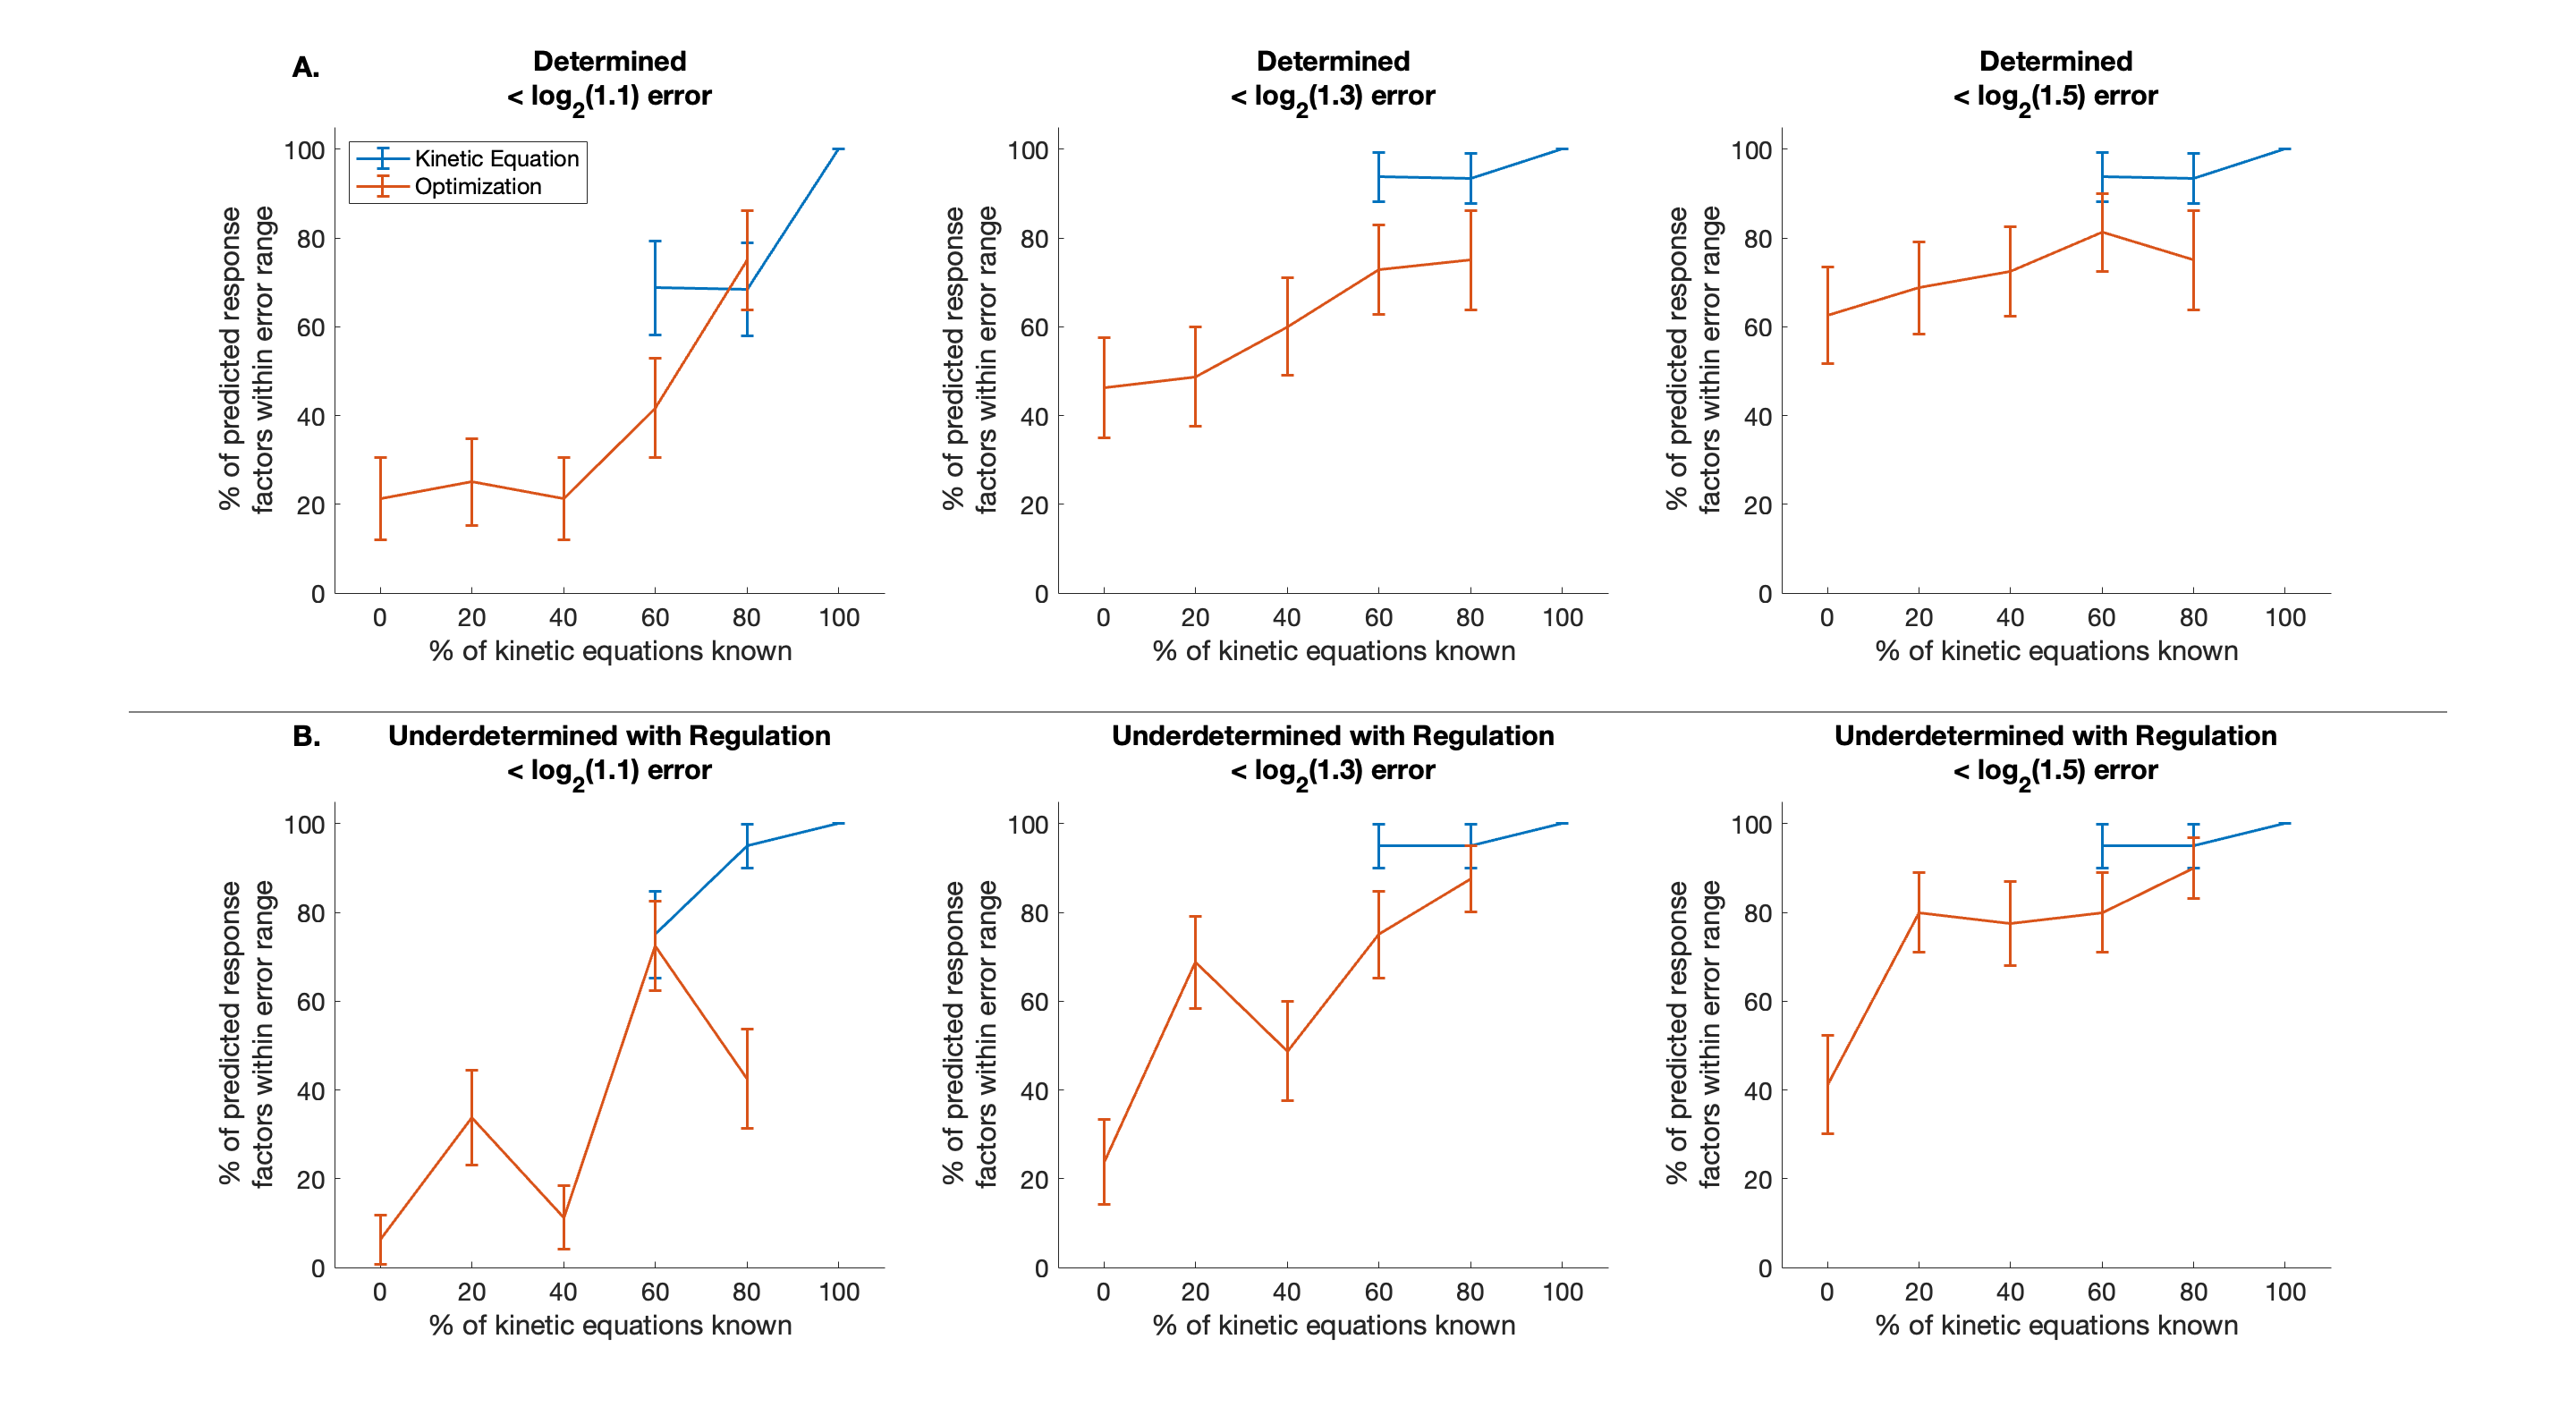 A.
Determined
< log2(1.1) error
% of predicted response
factors within error range
100
80
60
40
20
0
Kinetic Equation
Optimization
0 20 40 60 80 100
% of kinetic equations known
Determined
< log2(1.3) error
% of predicted response
factors within error range
100
80
60
40
20
0
0 20 40 60 80 100
% of kinetic equations known
Determined
< log2(1.5) error
% of predicted response
factors within error range
100
80
60
40
20
0
0 20 40 60 80 100
% of kinetic equations known
B.
Underdetermined with Regulation
< log2(1.1) error
% of predicted response
factors within error range
100
80
60
40
20
0
0 20 40 60 80 100
% of kinetic equations known
Underdetermined with Regulation
< log2(1.3) error
% of predicted response
factors within error range
100
80
60
40
20
0
0 20 40 60 80 100
% of kinetic equations known
Underdetermined with Regulation
< log2(1.5) error
% of predicted response
factors within error range
100
80
60
40
20
0
0 20 40 60 80 100
% of kinetic equations known